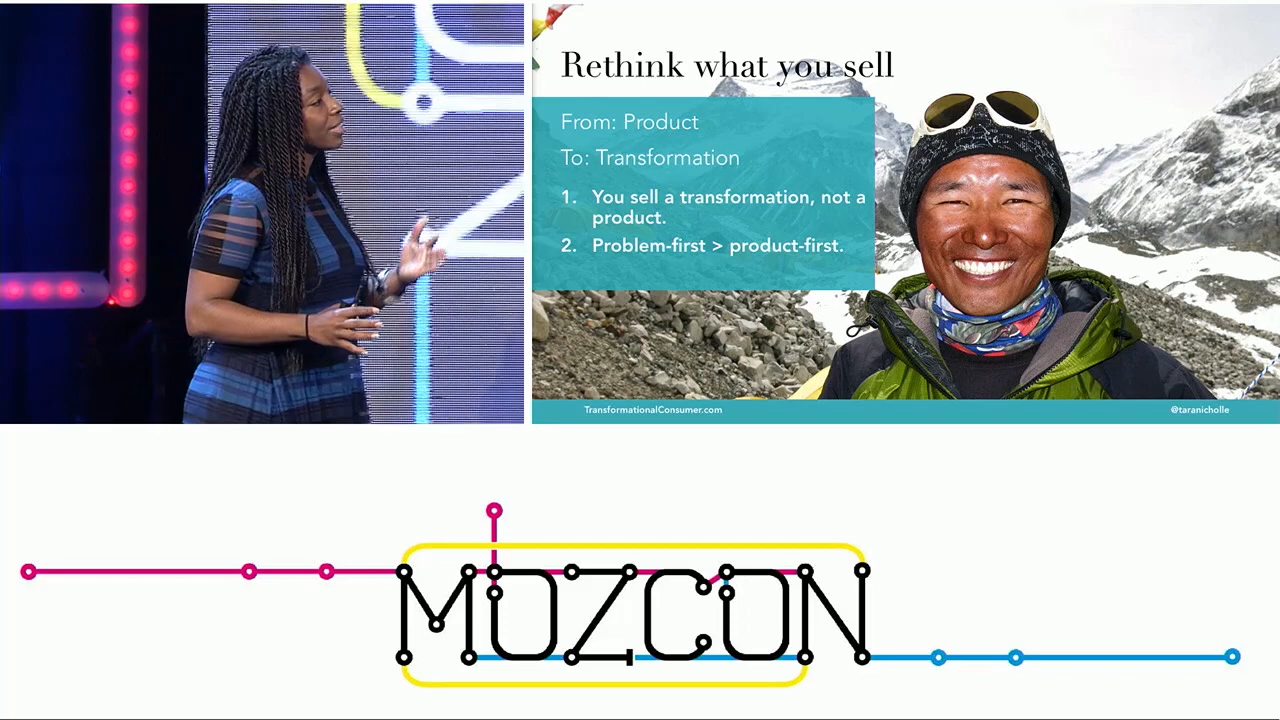 Rethink what you sell
From: Product
To: Transformation
1. You sell a transformation, not a
product.
2. Problem-first > product-first.
TransformationalConsumer.com
@taranicholle
MOZCON